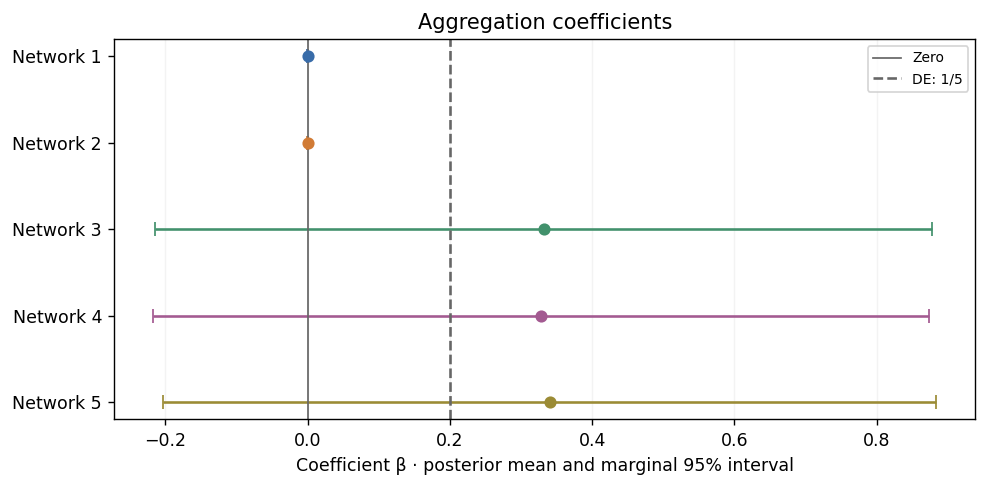 Aggregation coefficients
Network 1
Network 2
Network 3
Network 4
Network 5
Zero
DE: 1/5
−0.2 0.0 0.2 0.4 0.6 0.8
Coefficient β · posterior mean and marginal 95% interval